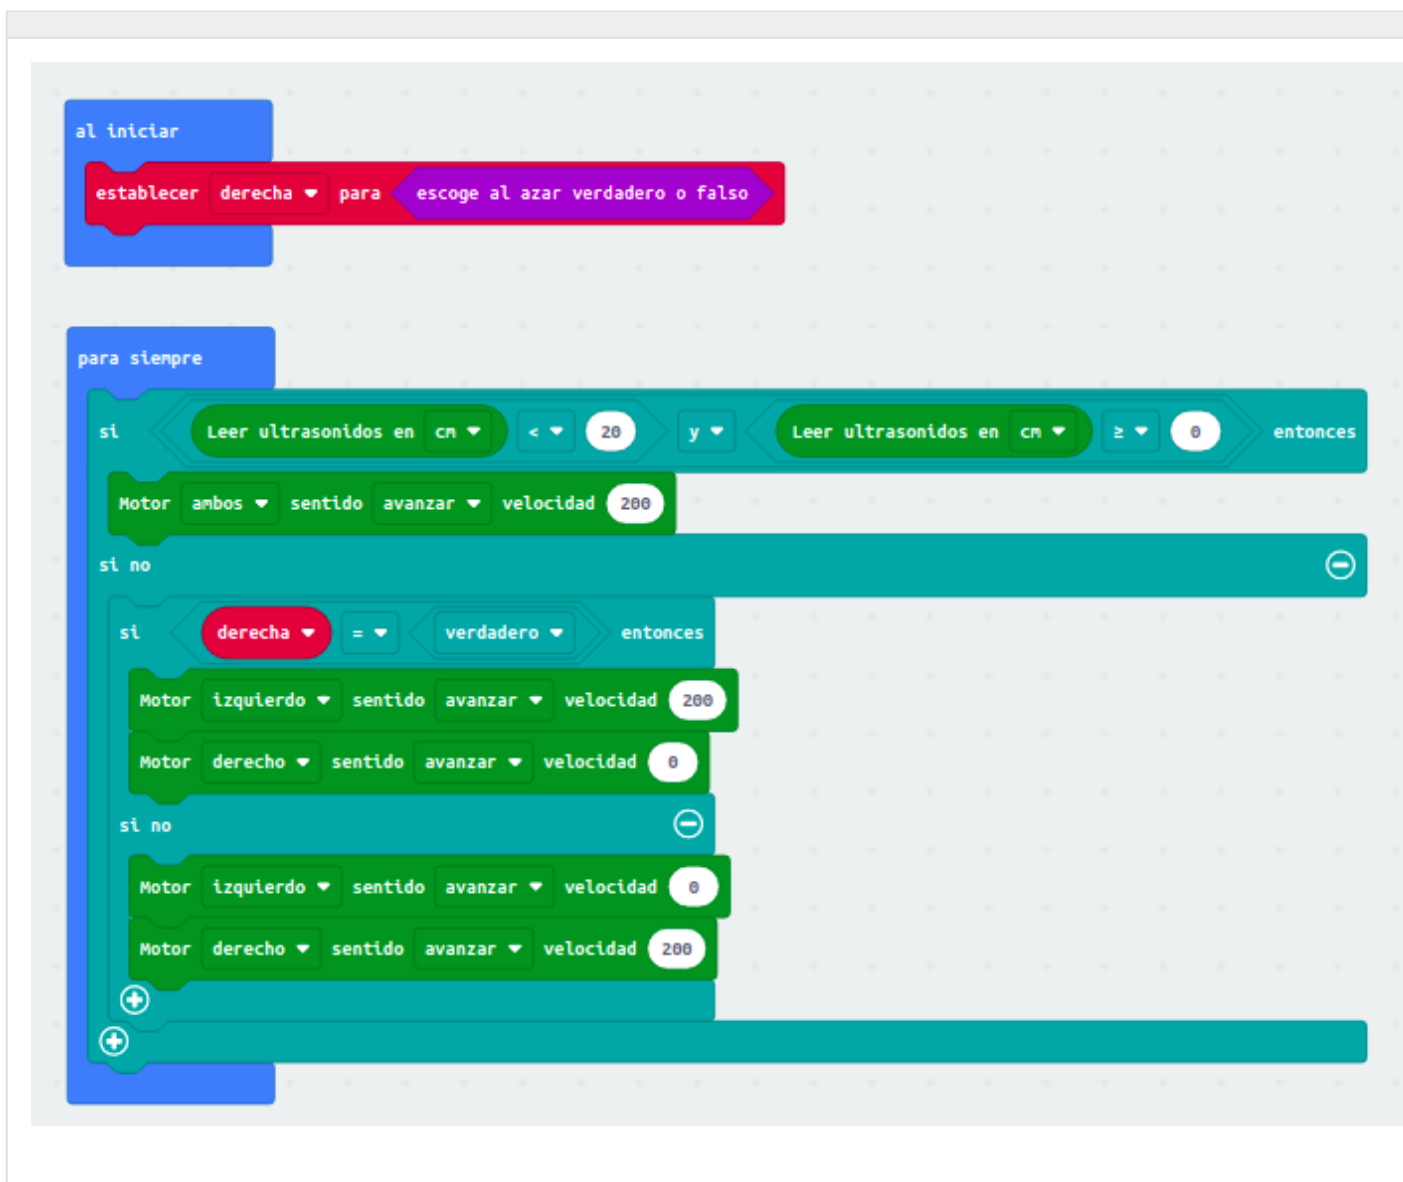 al iniciar
establecer derecha para escoge al azar verdadero o falso
para siempre
si Leer ultrasonidos en cm < 20 y Leer ultrasonidos en cm ≥ 0 entonces
Motor ambos sentido avanzar velocidad 200
si no
si derecha = verdadero entonces
Motor izquierdo sentido avanzar velocidad 200
Motor derecho sentido avanzar velocidad 0
si no
Motor izquierdo sentido avanzar velocidad 0
Motor derecho sentido avanzar velocidad 200